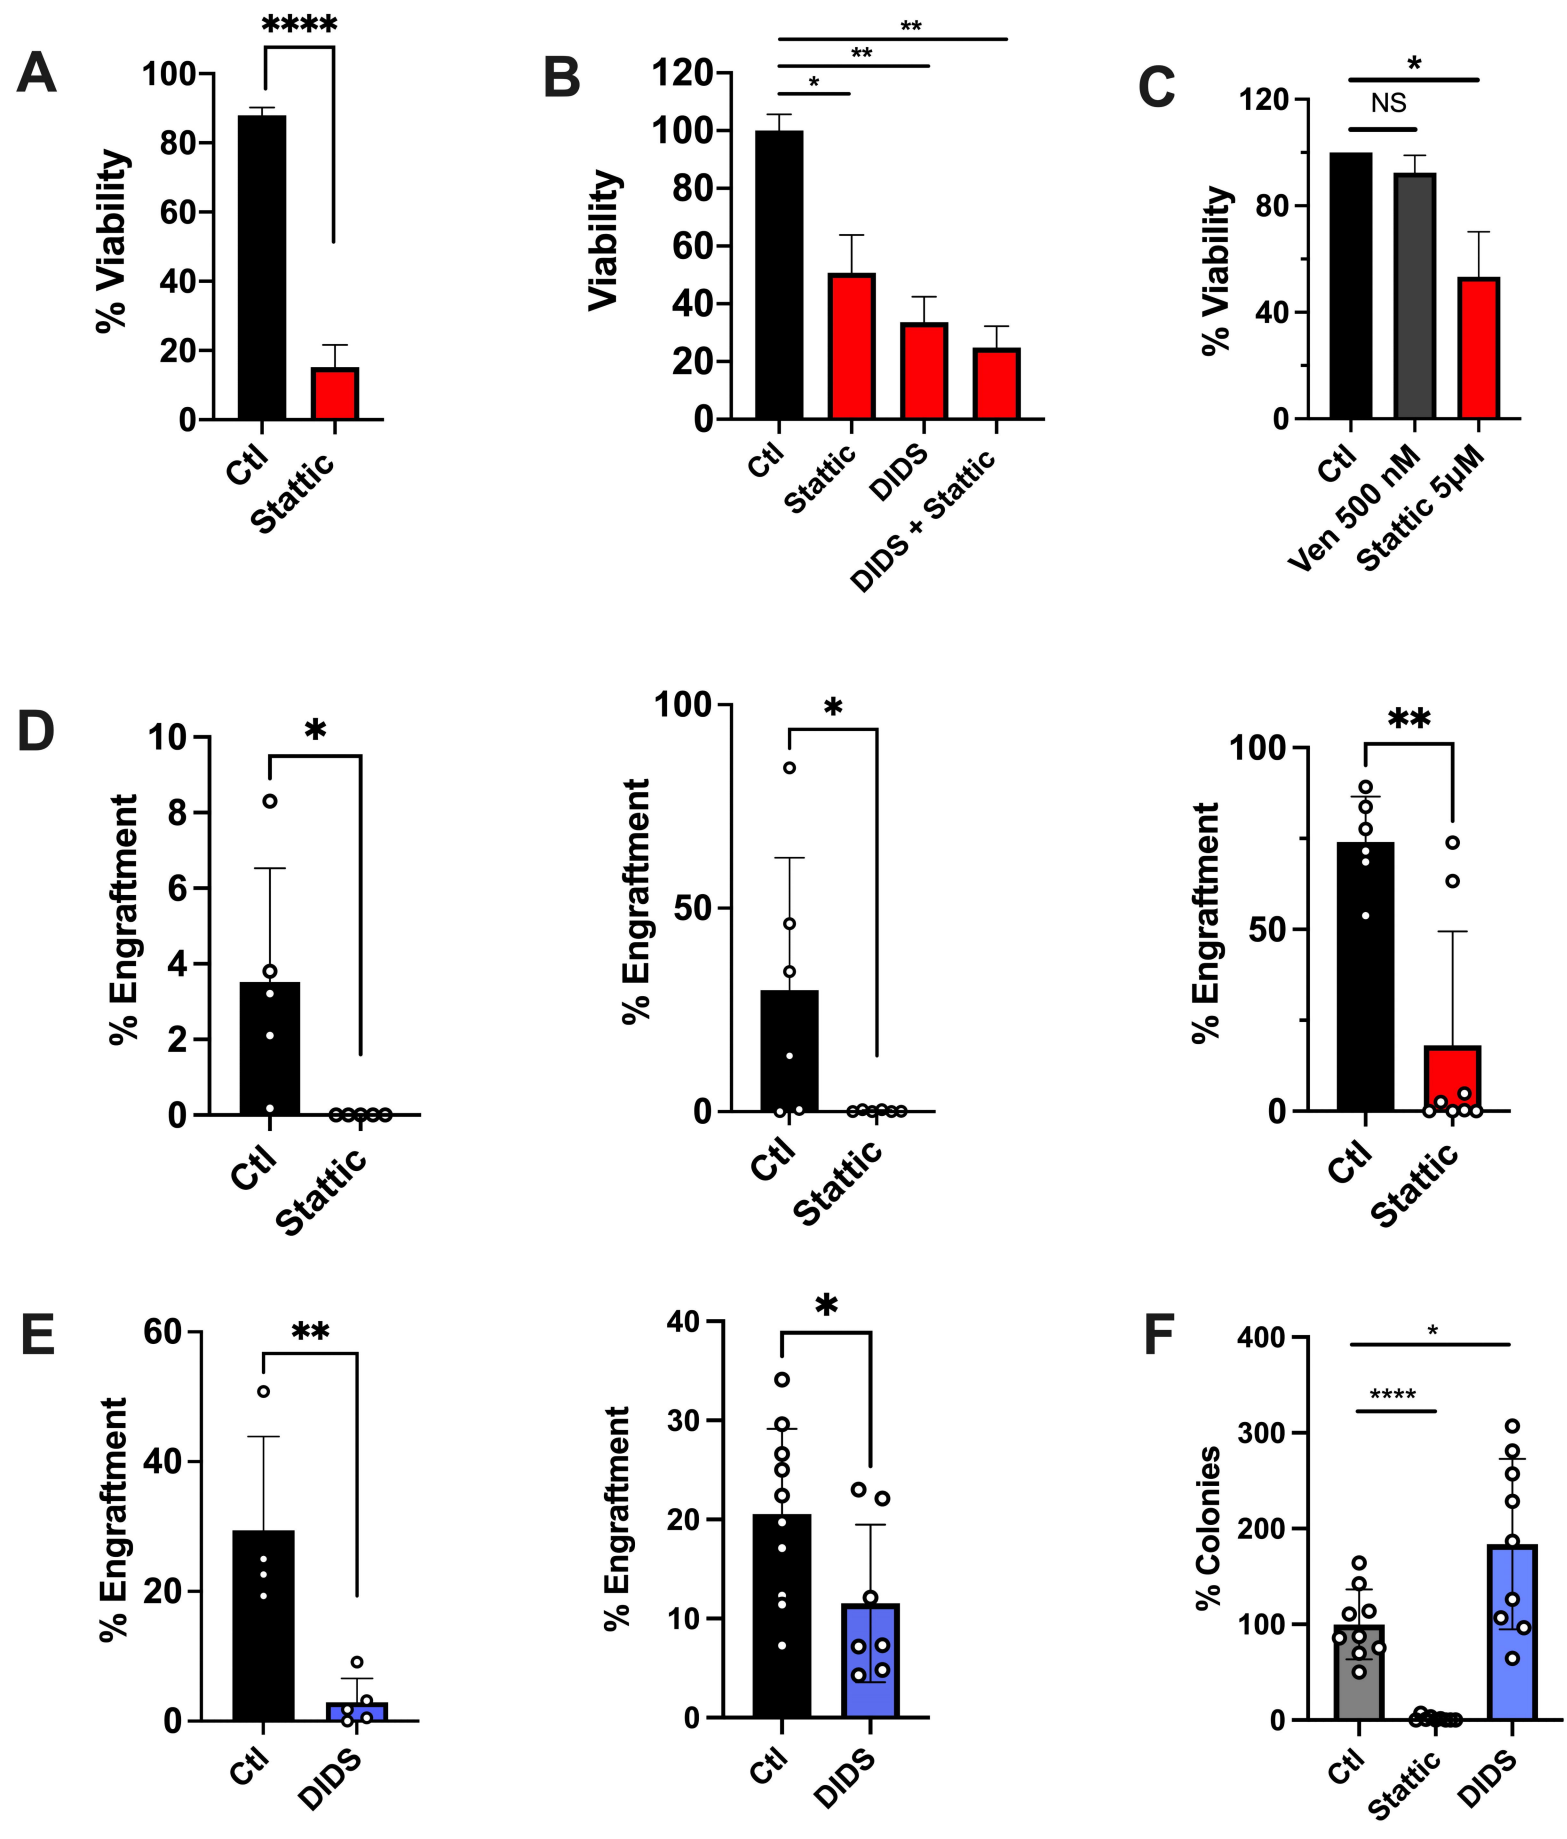 A
****
% Viability
100
80
60
40
20
0
Ctl
Stattic
B
**
**
*
Viability
120
100
80
60
40
20
0
Ctl
Stattic
DIDS
DIDS + Stattic
C
*
NS
% Viability
120
80
40
0
Ctl
Ven 500 nM
Stattic 5μM
D
*
% Engraftment
10
8
6
4
2
0
Ctl
Stattic
*
% Engraftment
100
50
0
Ctl
Stattic
**
% Engraftment
100
50
0
Ctl
Stattic
E
**
% Engraftment
60
40
20
0
Ctl
DIDS
*
% Engraftment
40
30
20
10
0
Ctl
DIDS
F
*
****
% Colonies
400
300
200
100
0
Ctl
Stattic
DIDS